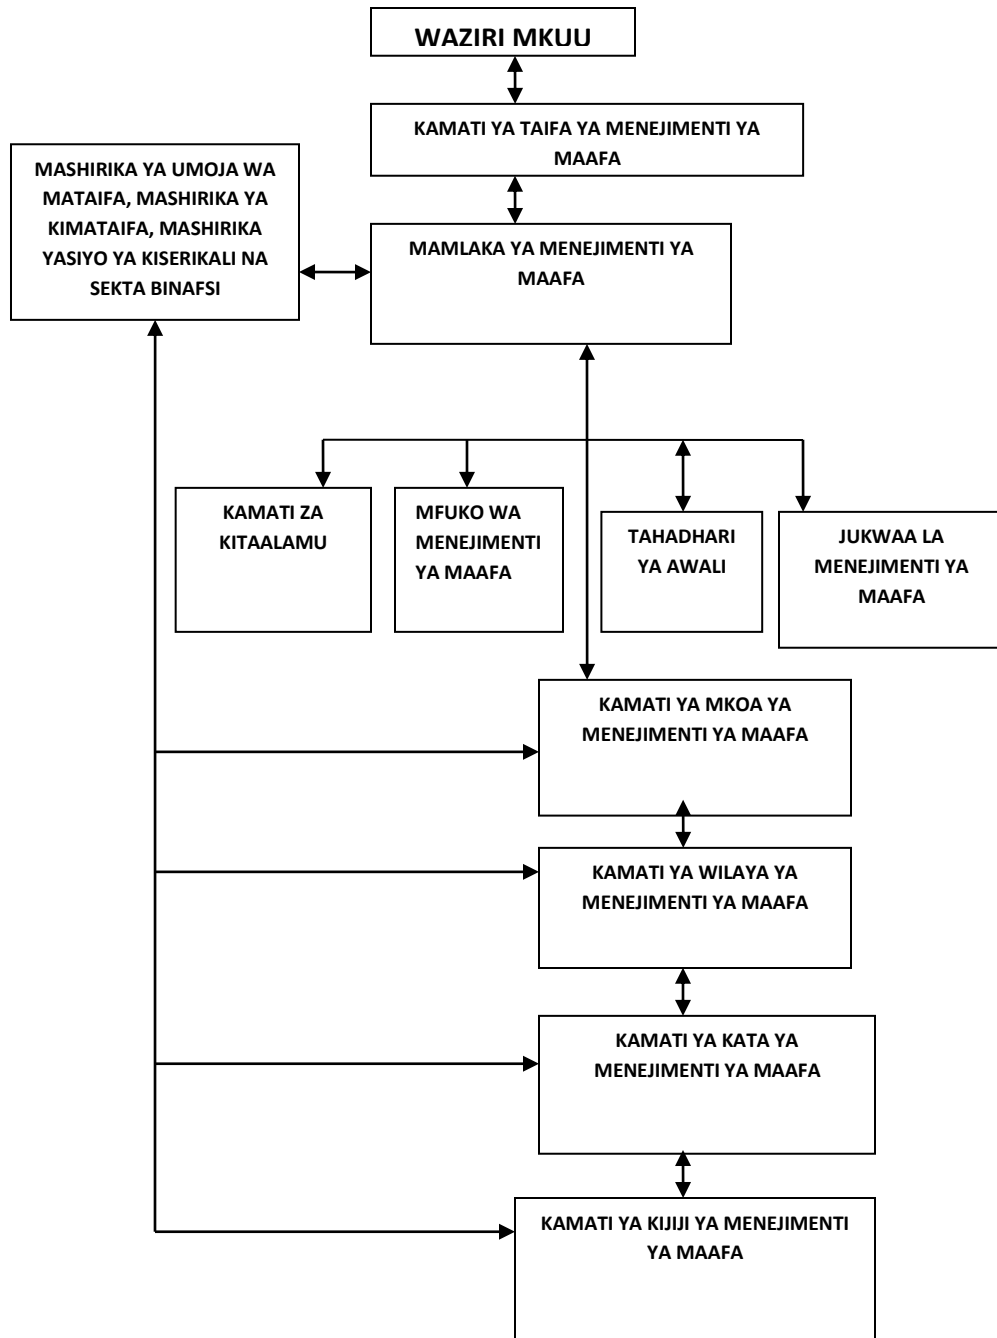 WAZIRI MKUU
KAMATI YA TAIFA YA MENEJIMENTI YA
MAAFA
MASHIRIKA YA UMOJA WA
MATAIFA, MASHIRIKA YA
KIMATAIFA, MASHIRIKA
YASIYO YA KISERIKALI NA
SEKTA BINAFSI
MAMLAKA YA MENEJIMENTI YA
MAAFA
KAMATI ZA
KITAALAMU
MFUKO WA
MENEJIMENTI
YA MAAFA
TAHADHARI
YA AWALI
JUKWAA LA
MENEJIMENTI YA
MAAFA
KAMATI YA MKOA YA
MENEJIMENTI YA MAAFA
KAMATI YA WILAYA YA
MENEJIMENTI YA MAAFA
KAMATI YA KATA YA
MENEJIMENTI YA MAAFA
KAMATI YA KIJIJI YA MENEJIMENTI
YA MAAFA